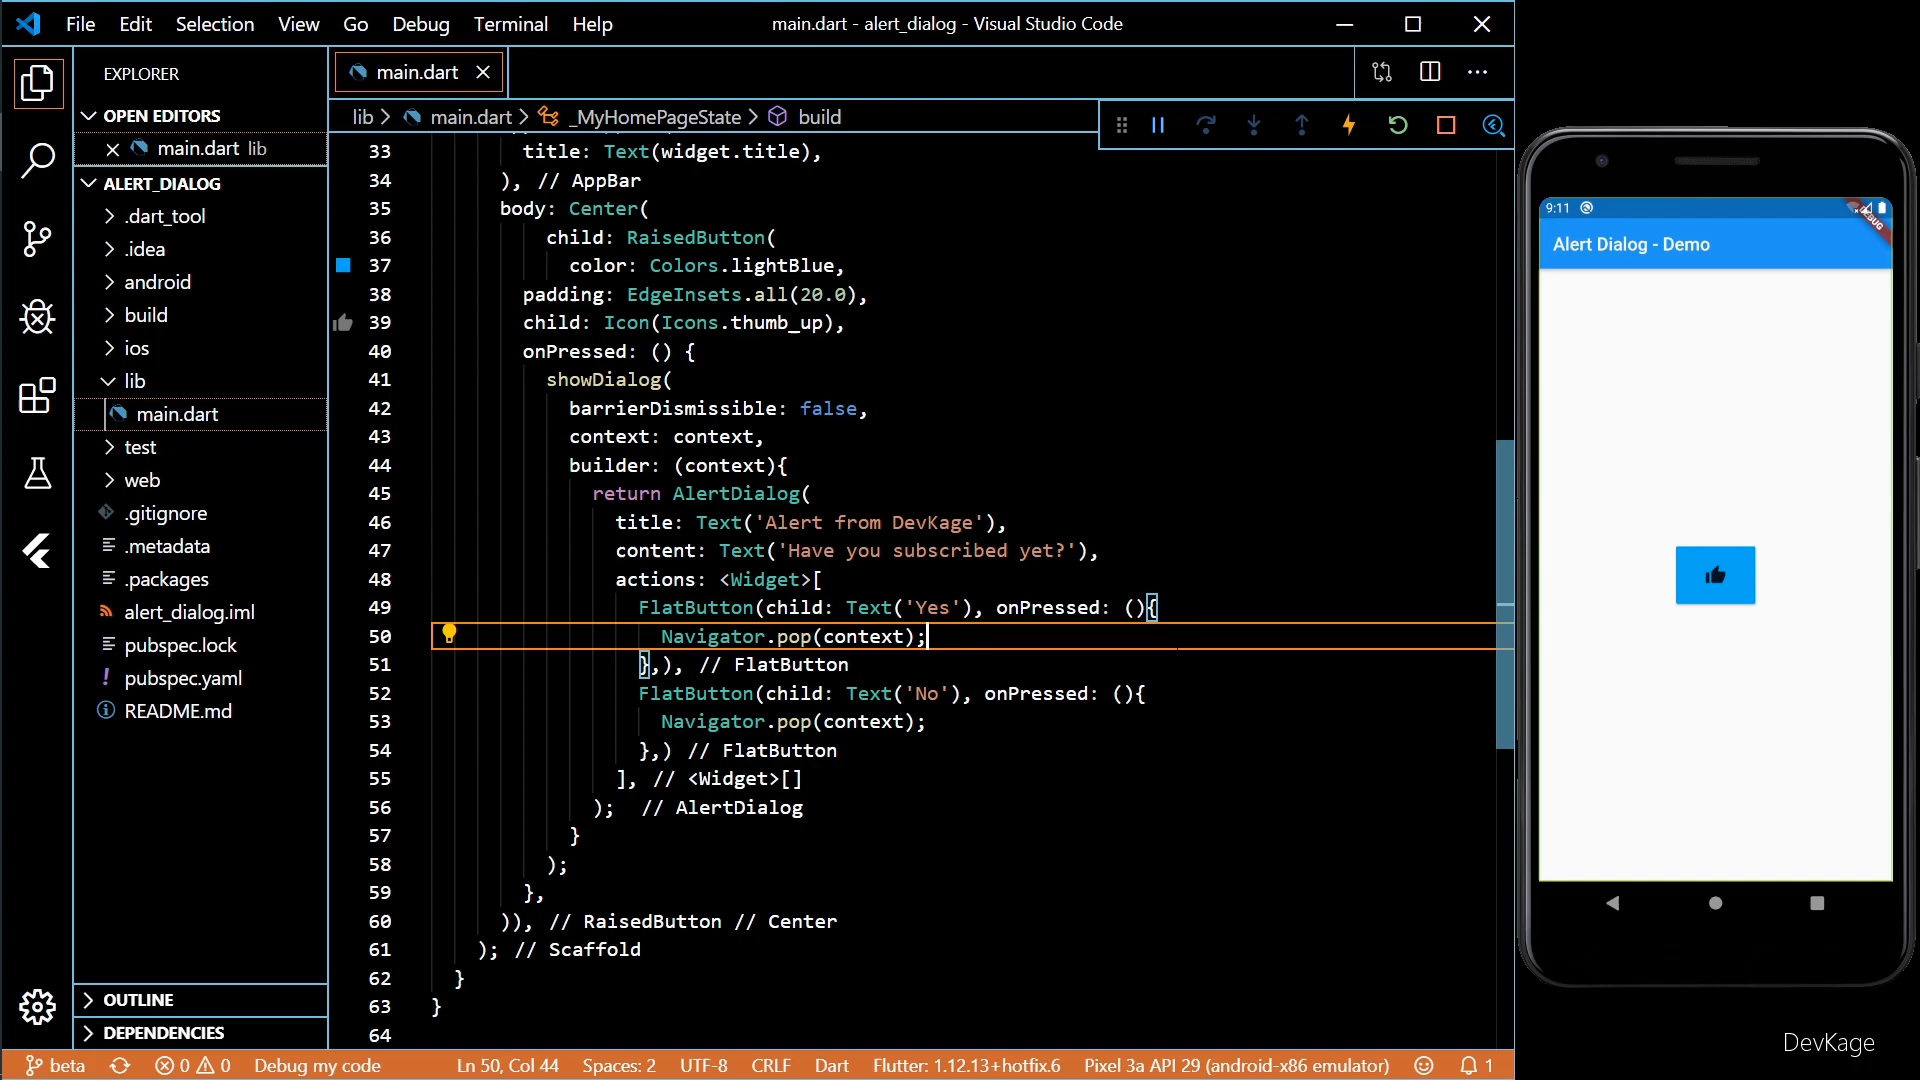 File Edit Selection View Go Debug Terminal Help
main.dart - alert_dialog - Visual Studio Code
EXPLORER
OPEN EDITORS
main.dart lib
ALERT_DIALOG
.dart_tool
.idea
android
build
ios
lib
main.dart
test
web
.gitignore
.metadata
.packages
alert_dialog.iml
pubspec.lock
pubspec.yaml
README.md
OUTLINE
DEPENDENCIES
main.dart
lib > main.dart > _MyHomePageState > build
33 title: Text(widget.title),
34 ), // AppBar
35 body: Center(
36 child: RaisedButton(
37 color: Colors.lightBlue,
38 padding: EdgeInsets.all(20.0),
39 child: Icon(Icons.thumb_up),
40 onPressed: () {
41 showDialog(
42 barrierDismissible: false,
43 context: context,
44 builder: (context){
45 return AlertDialog(
46 title: Text('Alert from DevKage'),
47 content: Text('Have you subscribed yet?'),
48 actions: <Widget>[
49 FlatButton(child: Text('Yes'), onPressed: (){
50 Navigator.pop(context);
51 },), // FlatButton
52 FlatButton(child: Text('No'), onPressed: (){
53 Navigator.pop(context);
54 },) // FlatButton
55 ], // <Widget>[]
56 ); // AlertDialog
57 }
58 );
59 },
60 )), // RaisedButton // Center
61 ); // Scaffold
62 }
63 }
64
9:11
DEBUG
Alert Dialog - Demo
DevKage
beta 0 0 Debug my code Ln 50, Col 44 Spaces: 2 UTF-8 CRLF Dart Flutter: 1.12.13+hotfix.6 Pixel 3a API 29 (android-x86 emulator) 1